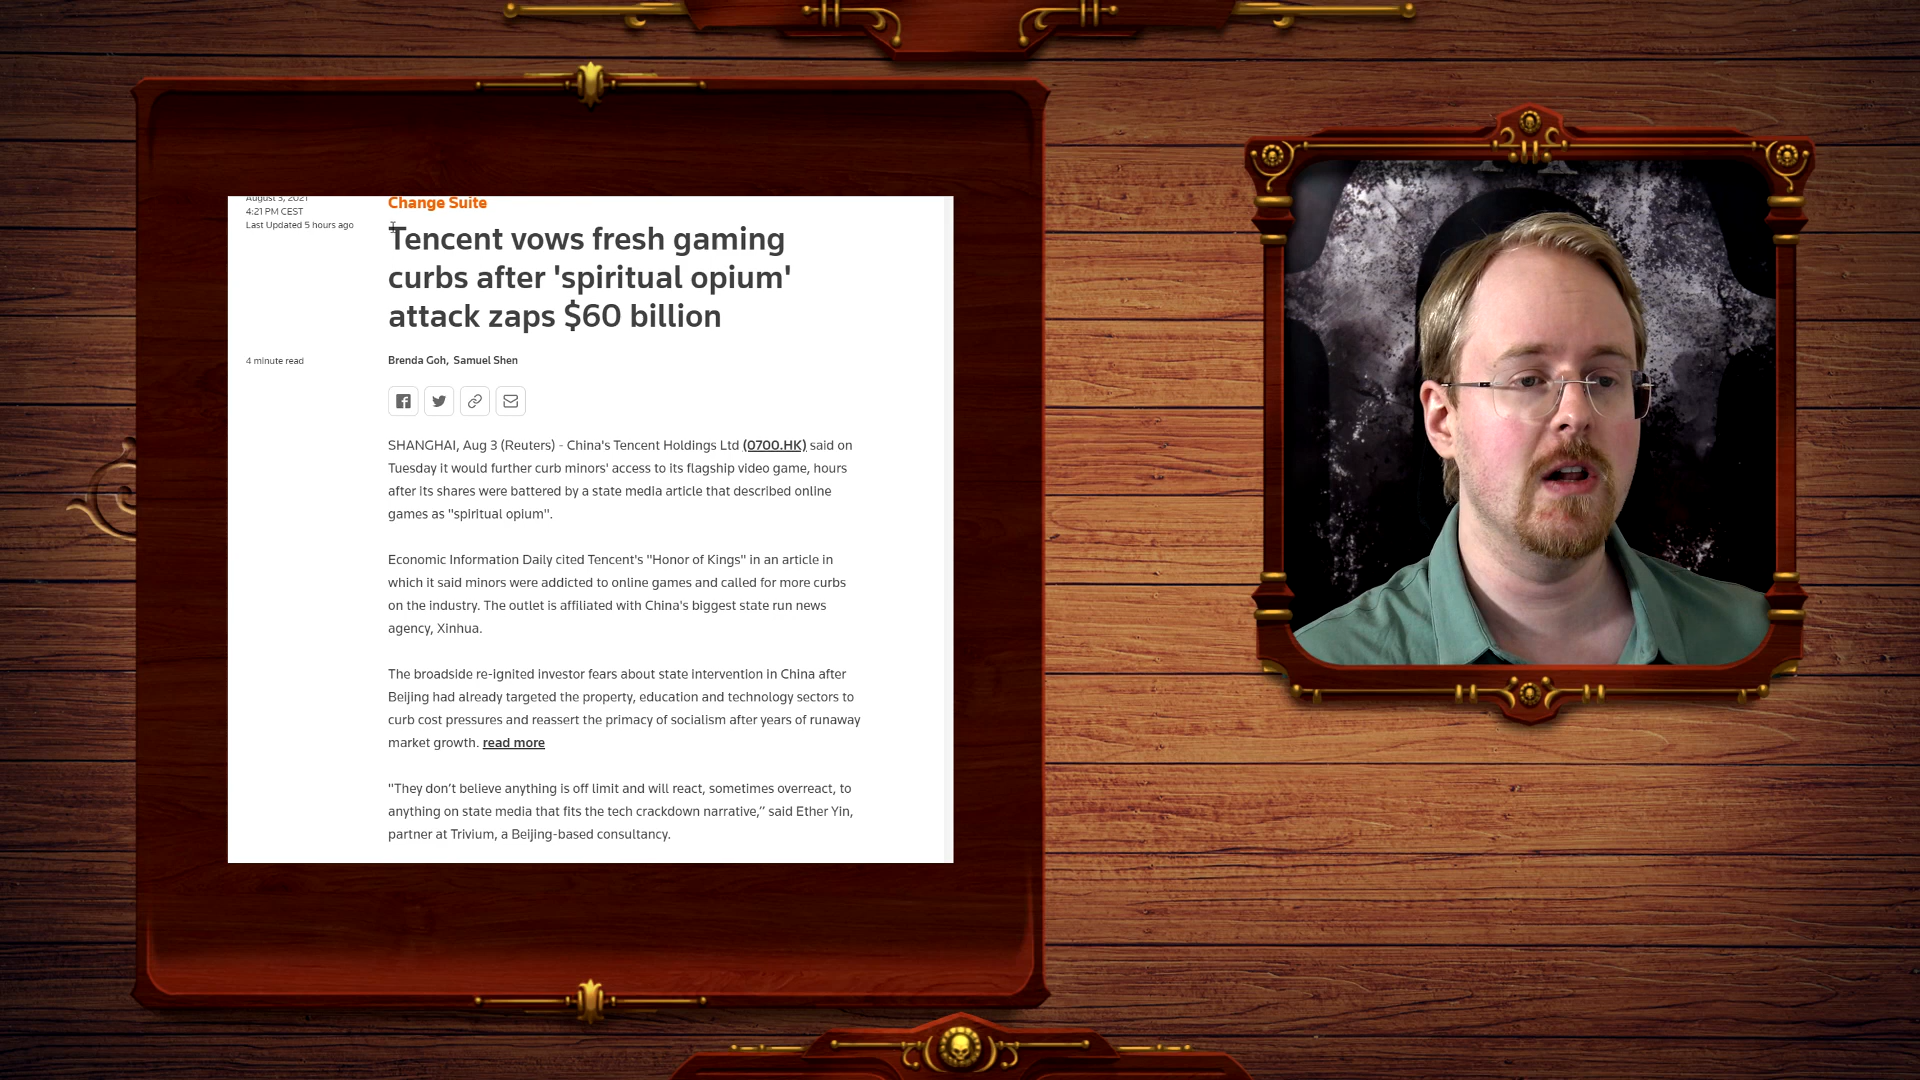 August 3, 2021
4:21 PM CEST
Last Updated 5 hours ago
Change Suite
Tencent vows fresh gaming
curbs after 'spiritual opium'
attack zaps $60 billion
4 minute read
Brenda Goh, Samuel Shen
SHANGHAI, Aug 3 (Reuters) - China's Tencent Holdings Ltd (0700.HK) said on
Tuesday it would further curb minors' access to its flagship video game, hours
after its shares were battered by a state media article that described online
games as "spiritual opium".
Economic Information Daily cited Tencent's "Honor of Kings" in an article in
which it said minors were addicted to online games and called for more curbs
on the industry. The outlet is affiliated with China's biggest state run news
agency, Xinhua.
The broadside re-ignited investor fears about state intervention in China after
Beijing had already targeted the property, education and technology sectors to
curb cost pressures and reassert the primacy of socialism after years of runaway
market growth. read more
"They don’t believe anything is off limit and will react, sometimes overreact, to
anything on state media that fits the tech crackdown narrative,” said Ether Yin,
partner at Trivium, a Beijing-based consultancy.